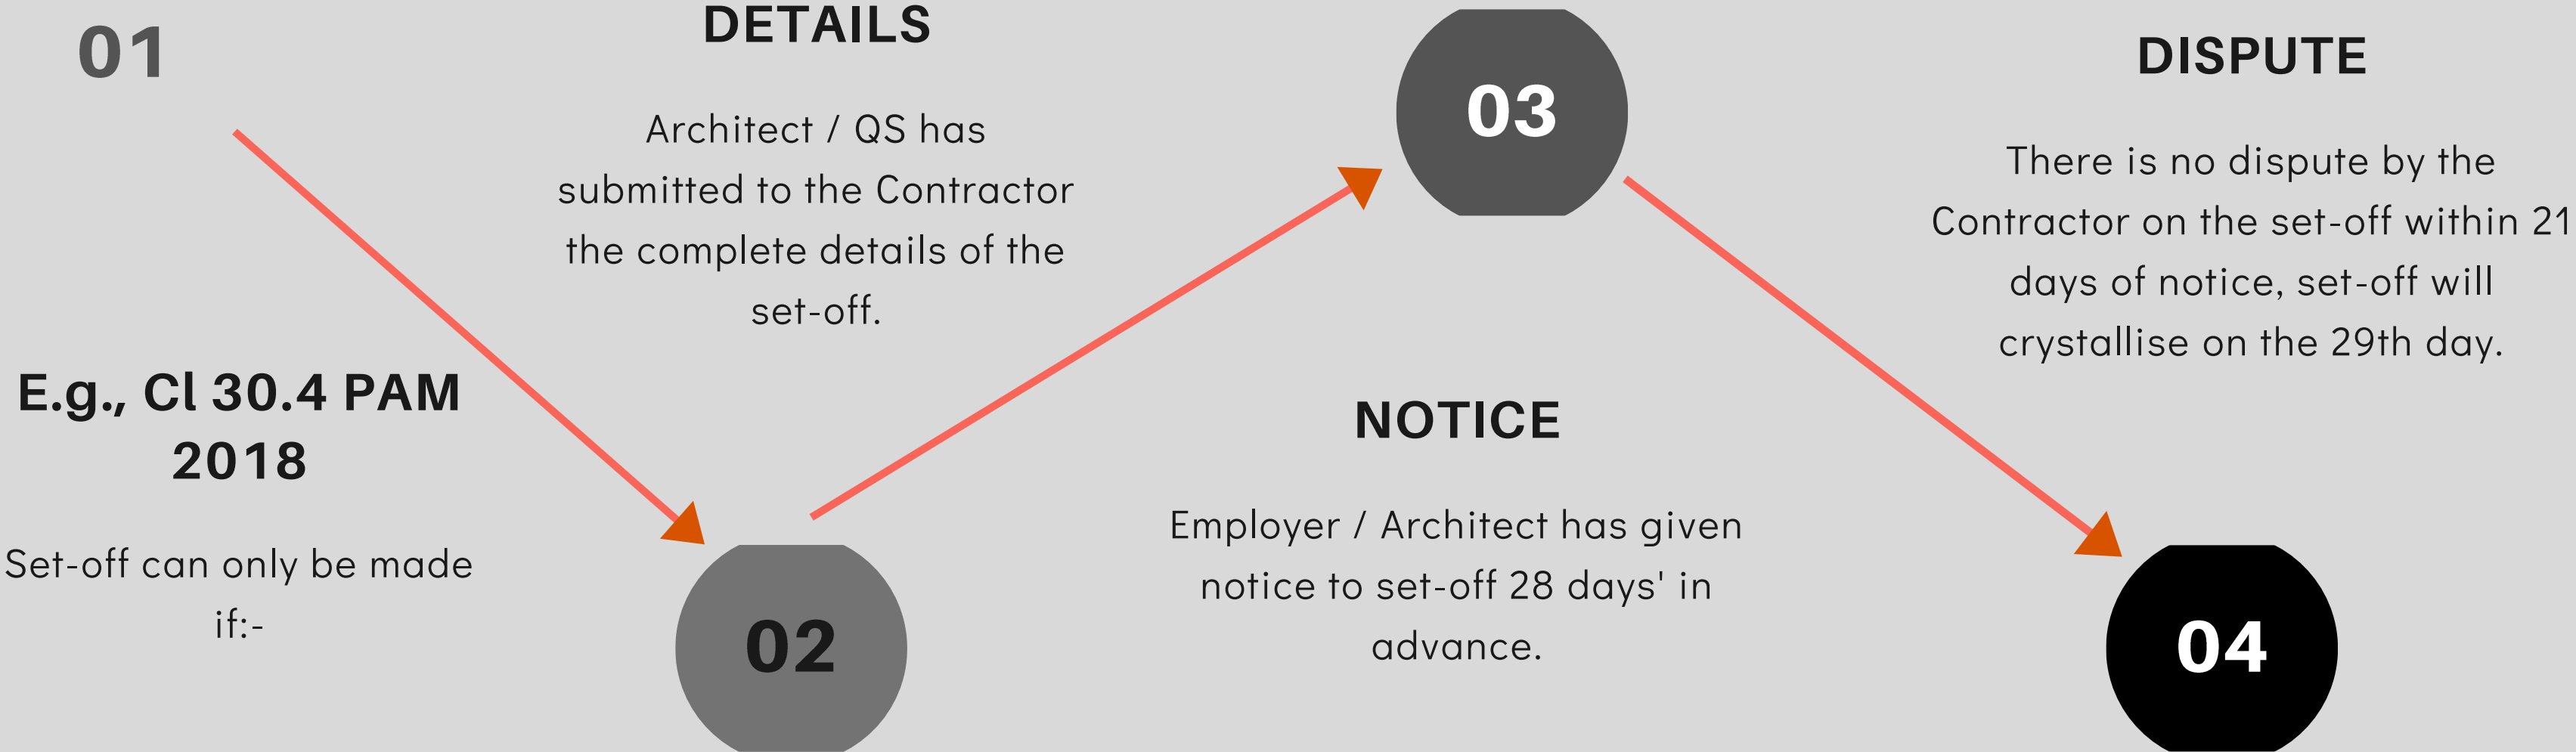 01
E.g., Cl 30.4 PAM
2018
Set-off can only be made
if:-
DETAILS
Architect / QS has
submitted to the Contractor
the complete details of the
set-off.
02
03
NOTICE
Employer / Architect has given
notice to set-off 28 days' in
advance.
DISPUTE
There is no dispute by the
Contractor on the set-off within 21
days of notice, set-off will
crystallise on the 29th day.
04